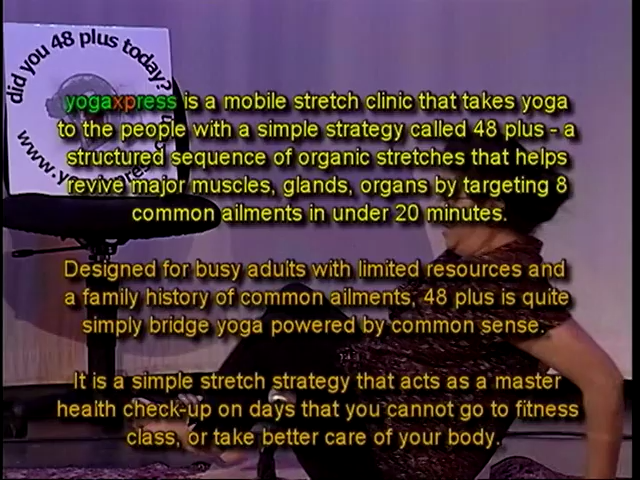 did you 48 plus today?
yogaxpress is a mobile stretch clinic that takes yoga
to the people with a simple strategy called 48 plus - a
structured sequence of organic stretches that helps
revive major muscles, glands, organs by targeting 8
common ailments in under 20 minutes.
Designed for busy adults with limited resources and
a family history of common ailments, 48 plus is quite
simply bridge yoga powered by common sense.
It is a simple stretch strategy that acts as a master
health check-up on days that you cannot go to fitness
class, or take better care of your body.